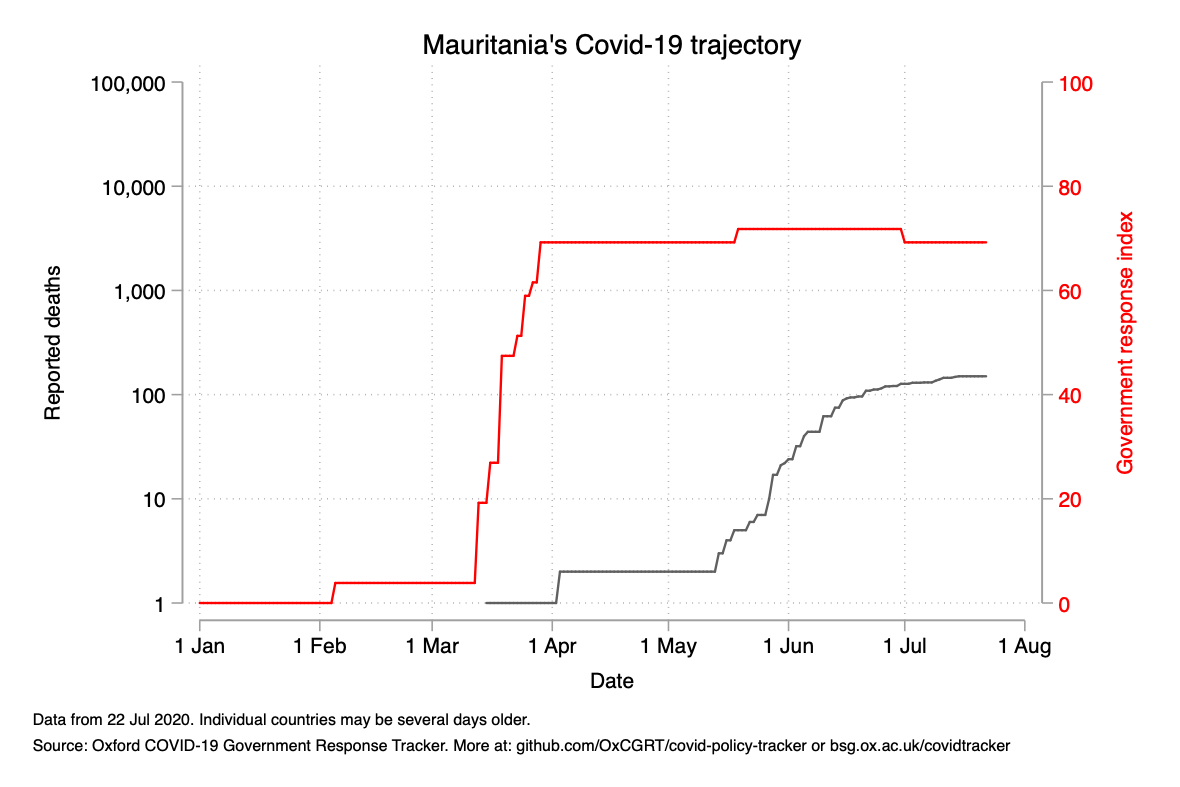 Mauritania's Covid-19 trajectory
100,000
10,000
1,000
100
10
1
Reported deaths
100
80
60
40
20
0
Government response index
1 Jan 1 Feb 1 Mar 1 Apr 1 May 1 Jun 1 Jul 1 Aug
Date
Data from 22 Jul 2020. Individual countries may be several days older.
Source: Oxford COVID-19 Government Response Tracker. More at: github.com/OxCGRT/covid-policy-tracker or bsg.ox.ac.uk/covidtracker